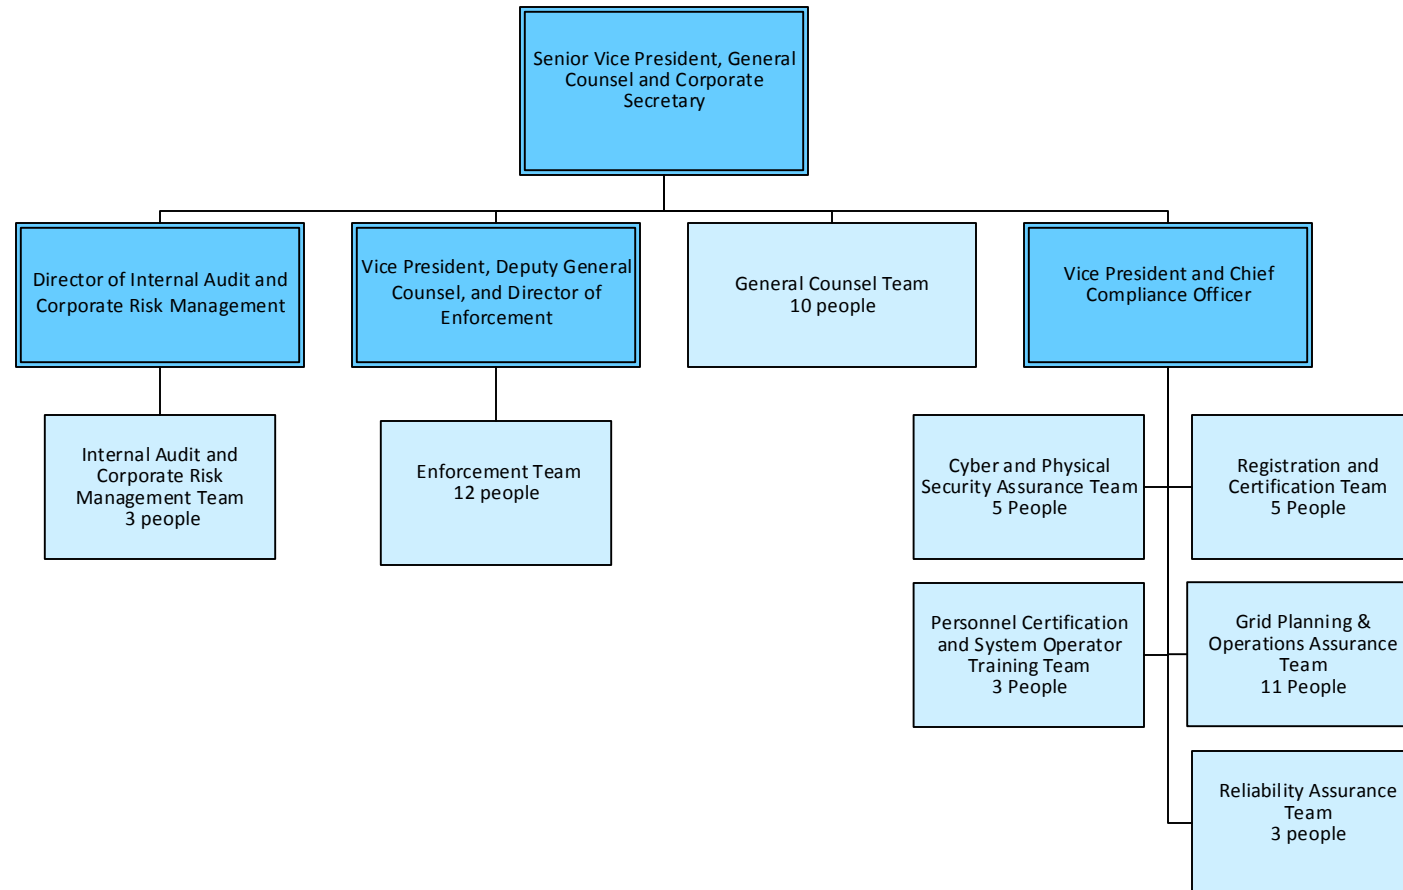 Senior Vice President, General
Counsel and Corporate
Secretary
Director of Internal Audit and
Corporate Risk Management
Vice President, Deputy General
Counsel, and Director of
Enforcement
General Counsel Team
10 people
Vice President and Chief
Compliance Officer
Internal Audit and
Corporate Risk
Management Team
3 people
Enforcement Team
12 people
Cyber and Physical
Security Assurance Team
5 People
Registration and
Certification Team
5 People
Personnel Certification
and System Operator
Training Team
3 People
Grid Planning &
Operations Assurance
Team
11 People
Reliability Assurance
Team
3 people